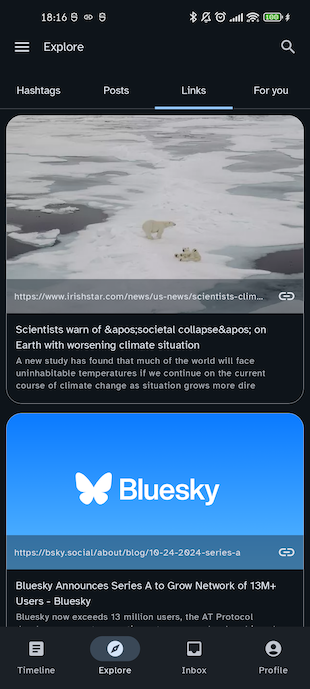 18:16
100
Explore
Hashtags
Posts
Links
For you
https://www.irishstar.com/news/us-news/scientists-clim...
Scientists warn of &apos;societal collapse&apos; on
Earth with worsening climate situation
A new study has found that much of the world will face
uninhabitable temperatures if we continue on the current
course of climate change as situation grows more dire
Bluesky
https://bsky.social/about/blog/10-24-2024-series-a
Bluesky Announces Series A to Grow Network of 13M+
Users - Bluesky
Bluesky now exceeds 13 million users, the AT Protocol
Timeline
Explore
Inbox
Profile